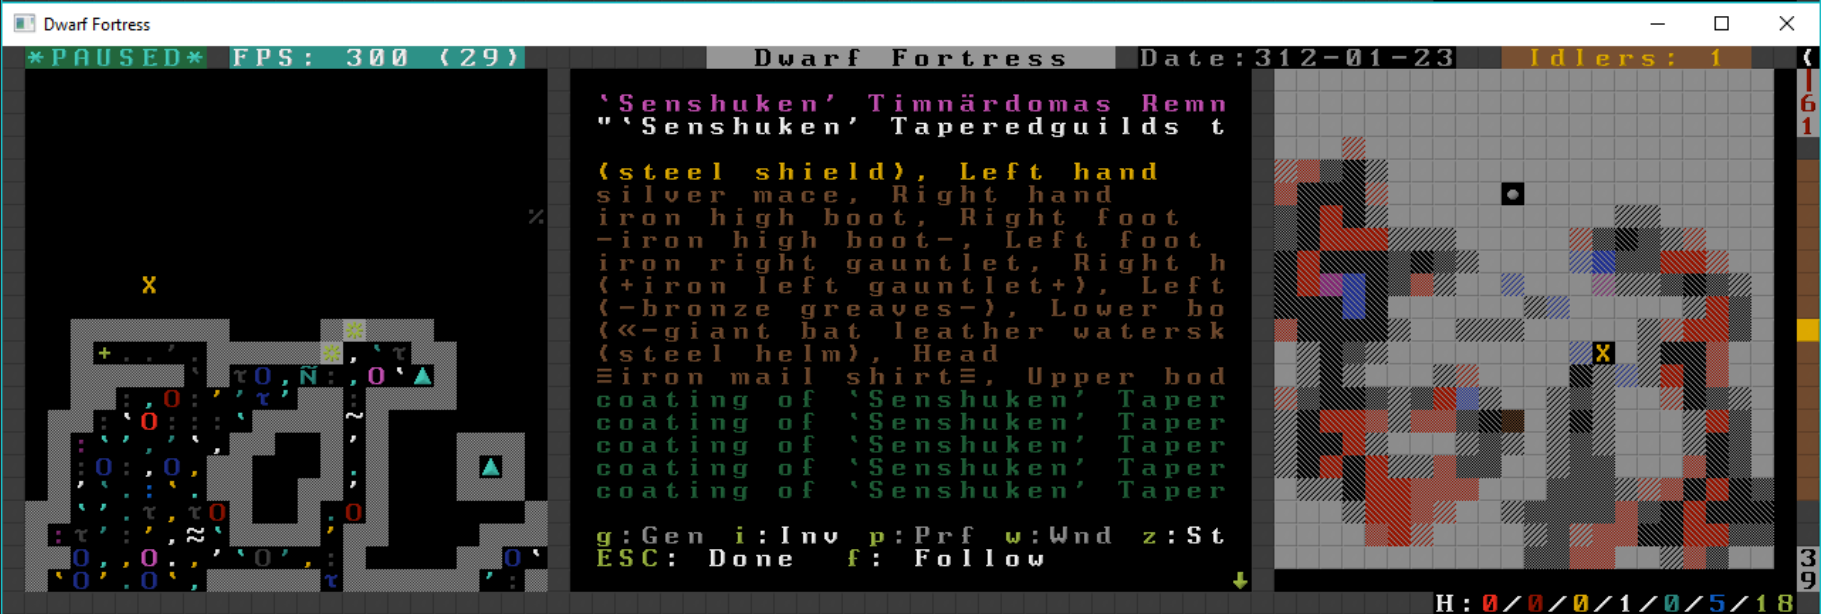 Dwarf Fortress
*PAUSED* FPS: 300 (29) Dwarf Fortress Date:312-01-23 Idlers: 1
`Senshuken' Timnärdomas Remn
"`Senshuken' Taperedguilds t
(steel shield), Left hand
silver mace, Right hand
iron high boot, Right foot
-iron high boot-, Left foot
iron right gauntlet, Right h
(+iron left gauntlet+), Left
(-bronze greaves-), Lower bo
(«-giant bat leather watersk
(steel helm), Head
≡iron mail shirt≡, Upper bod
coating of `Senshuken' Taper
coating of `Senshuken' Taper
coating of `Senshuken' Taper
coating of `Senshuken' Taper
coating of `Senshuken' Taper
g:Gen i:Inv p:Prf w:Wnd z:St
ESC: Done f: Follow
61
39
H:0/0/0/1/0/5/18